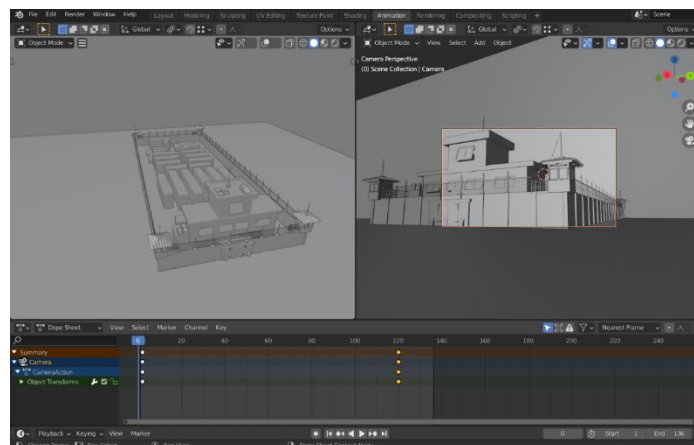 File Edit Render Window Help Layout Modeling Sculpting UV Editing Texture Paint Shading Animation Rendering Compositing Scripting + Scene
Global Options
Object Mode
Global Options
Object Mode View Select Add Object
Camera Perspective
(0) Scene Collection | Camera
Dope Sheet View Select Marker Channel Key Nearest Frame
0 20 40 60 80 100 120 140 160 180 200 220 240
Summary
Camera
CameraAction
Object Transforms
Playback Keying View Marker 0 Start 1 End 136